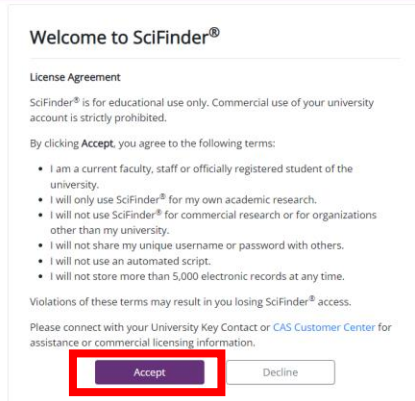 Welcome to SciFinder®
License Agreement
SciFinder® is for educational use only. Commercial use of your university
account is strictly prohibited.
By clicking Accept, you agree to the following terms:
• I am a current faculty, staff or officially registered student of the
university.
• I will only use SciFinder® for my own academic research.
• I will not use SciFinder® for commercial research or for organizations
other than my university.
• I will not share my unique username or password with others.
• I will not use an automated script.
• I will not store more than 5,000 electronic records at any time.
Violations of these terms may result in you losing SciFinder® access.
Please connect with your University Key Contact or CAS Customer Center for
assistance or commercial licensing information.
Accept Decline